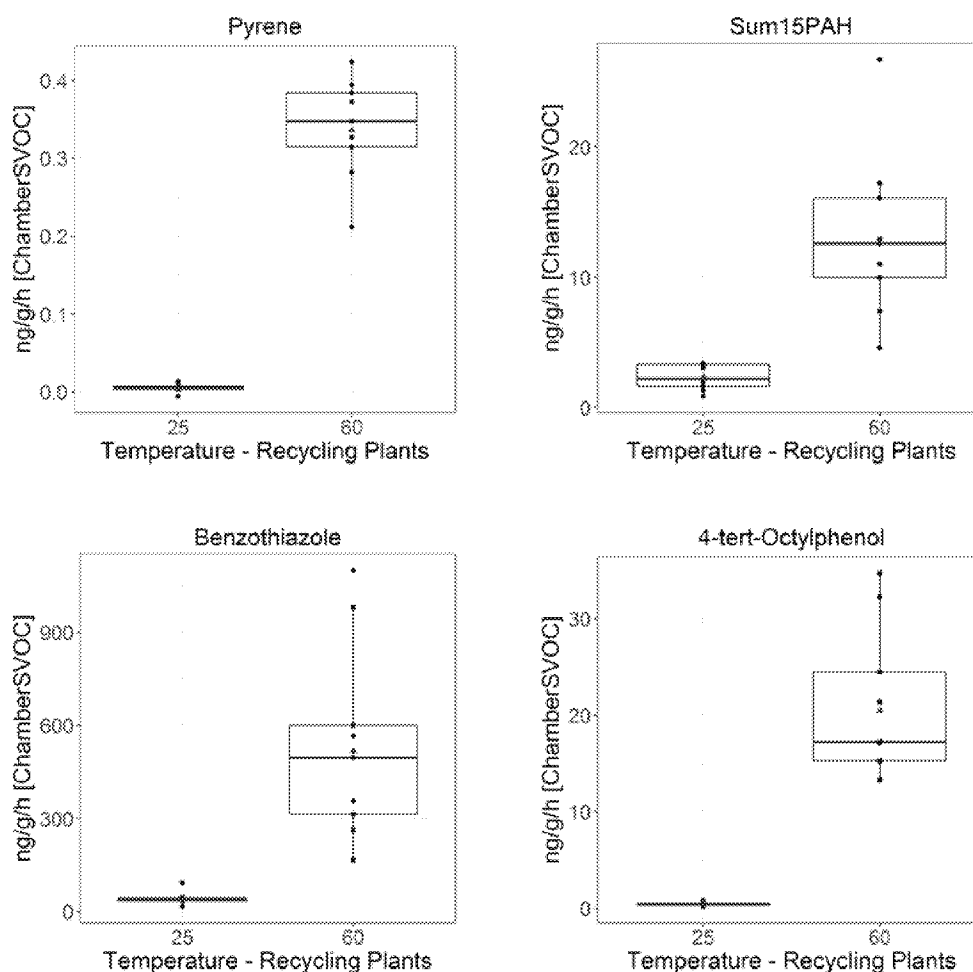 Pyrene
ng/g/h [ChamberSVOC]
0.4
0.3
0.2
0.1
0.0
25
60
Temperature - Recycling Plants
Sum15PAH
ng/g/h [ChamberSVOC]
20
10
0
25
60
Temperature - Recycling Plants
Benzothiazole
ng/g/h [ChamberSVOC]
900
600
300
0
25
60
Temperature - Recycling Plants
4-tert-Octylphenol
ng/g/h [ChamberSVOC]
30
20
10
0
25
60
Temperature - Recycling Plants